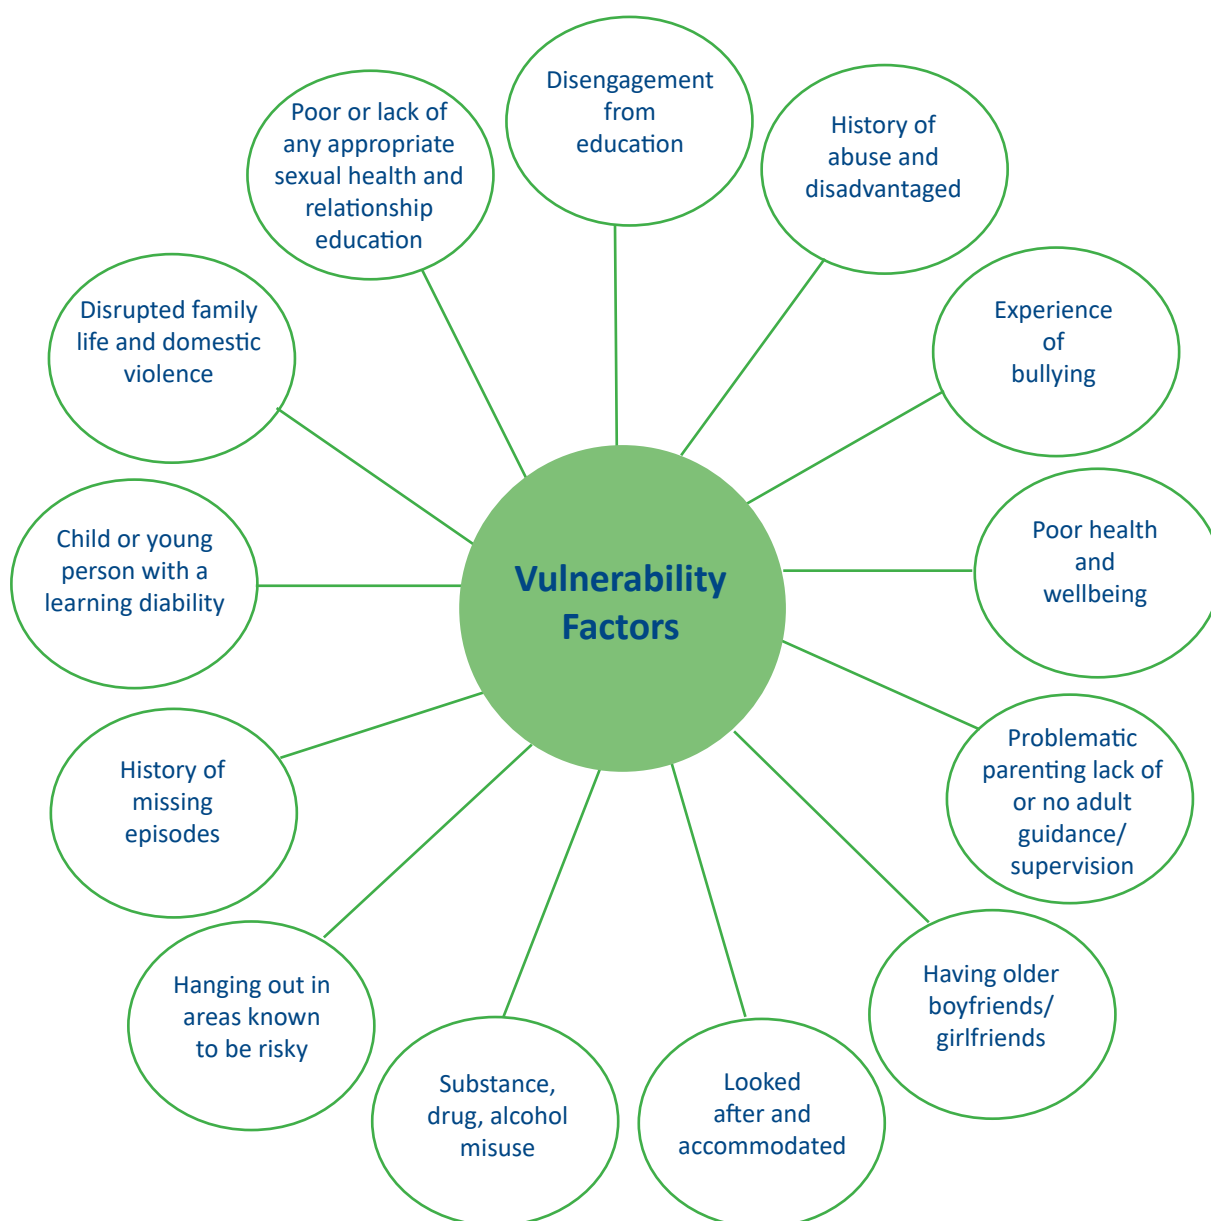 Disengagement
from
education
History of
abuse and
disadvantaged
Experience
of
bullying
Poor health
and
wellbeing
Problematic
parenting lack of
or no adult
guidance/
supervision
Having older
boyfriends/
girlfriends
Looked
after and
accommodated
Substance,
drug, alcohol
misuse
Hanging out in
areas known
to be risky
History of
missing
episodes
Child or young
person with a
learning diability
Disrupted family
life and domestic
violence
Poor or lack of
any appropriate
sexual health and
relationship
education
Vulnerability
Factors